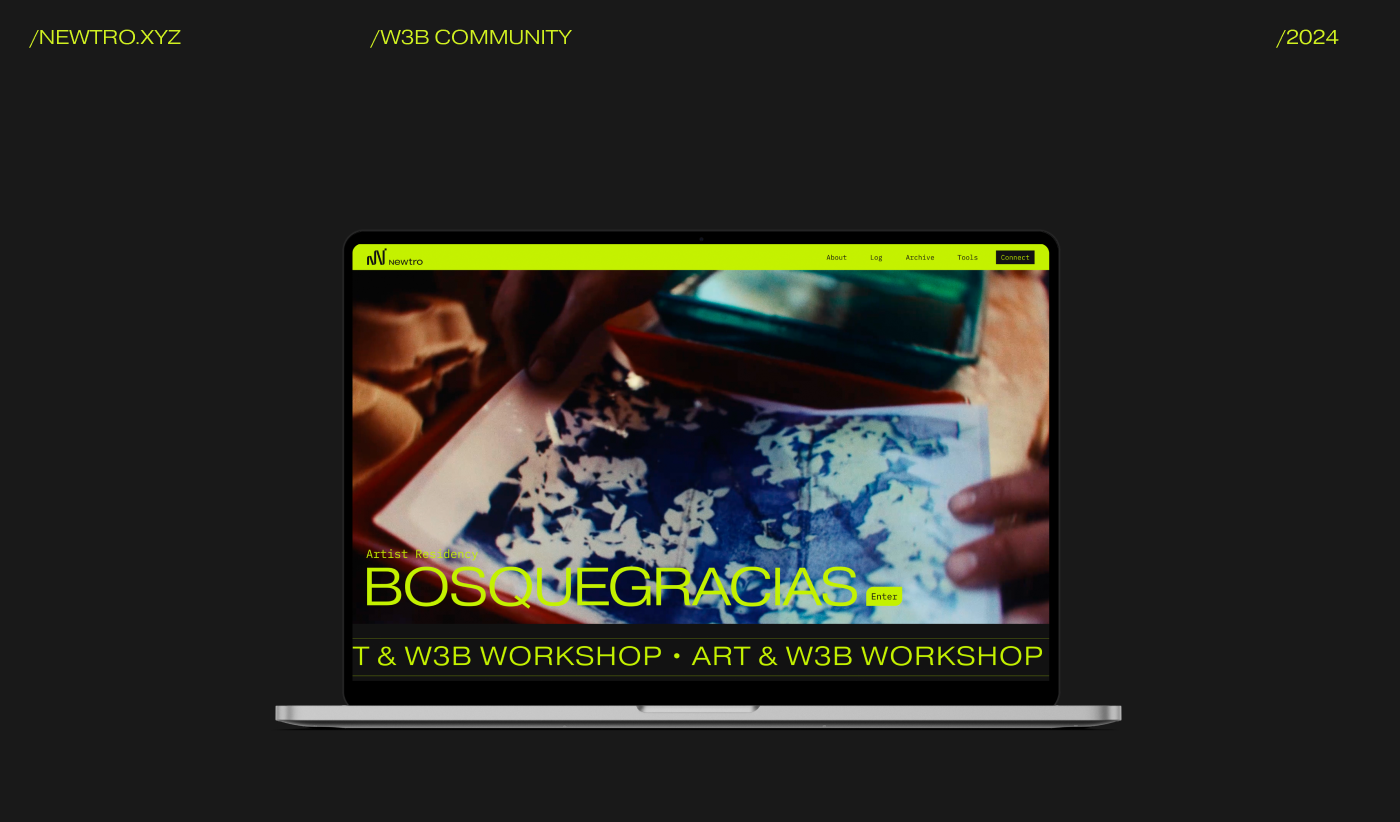 /NEWTRO.XYZ /W3B COMMUNITY /2024
Newtro About Log Archive Tools Connect
Artist Residency
BOSQUEGRACIAS Enter
T & W3B WORKSHOP • ART & W3B WORKSHOP